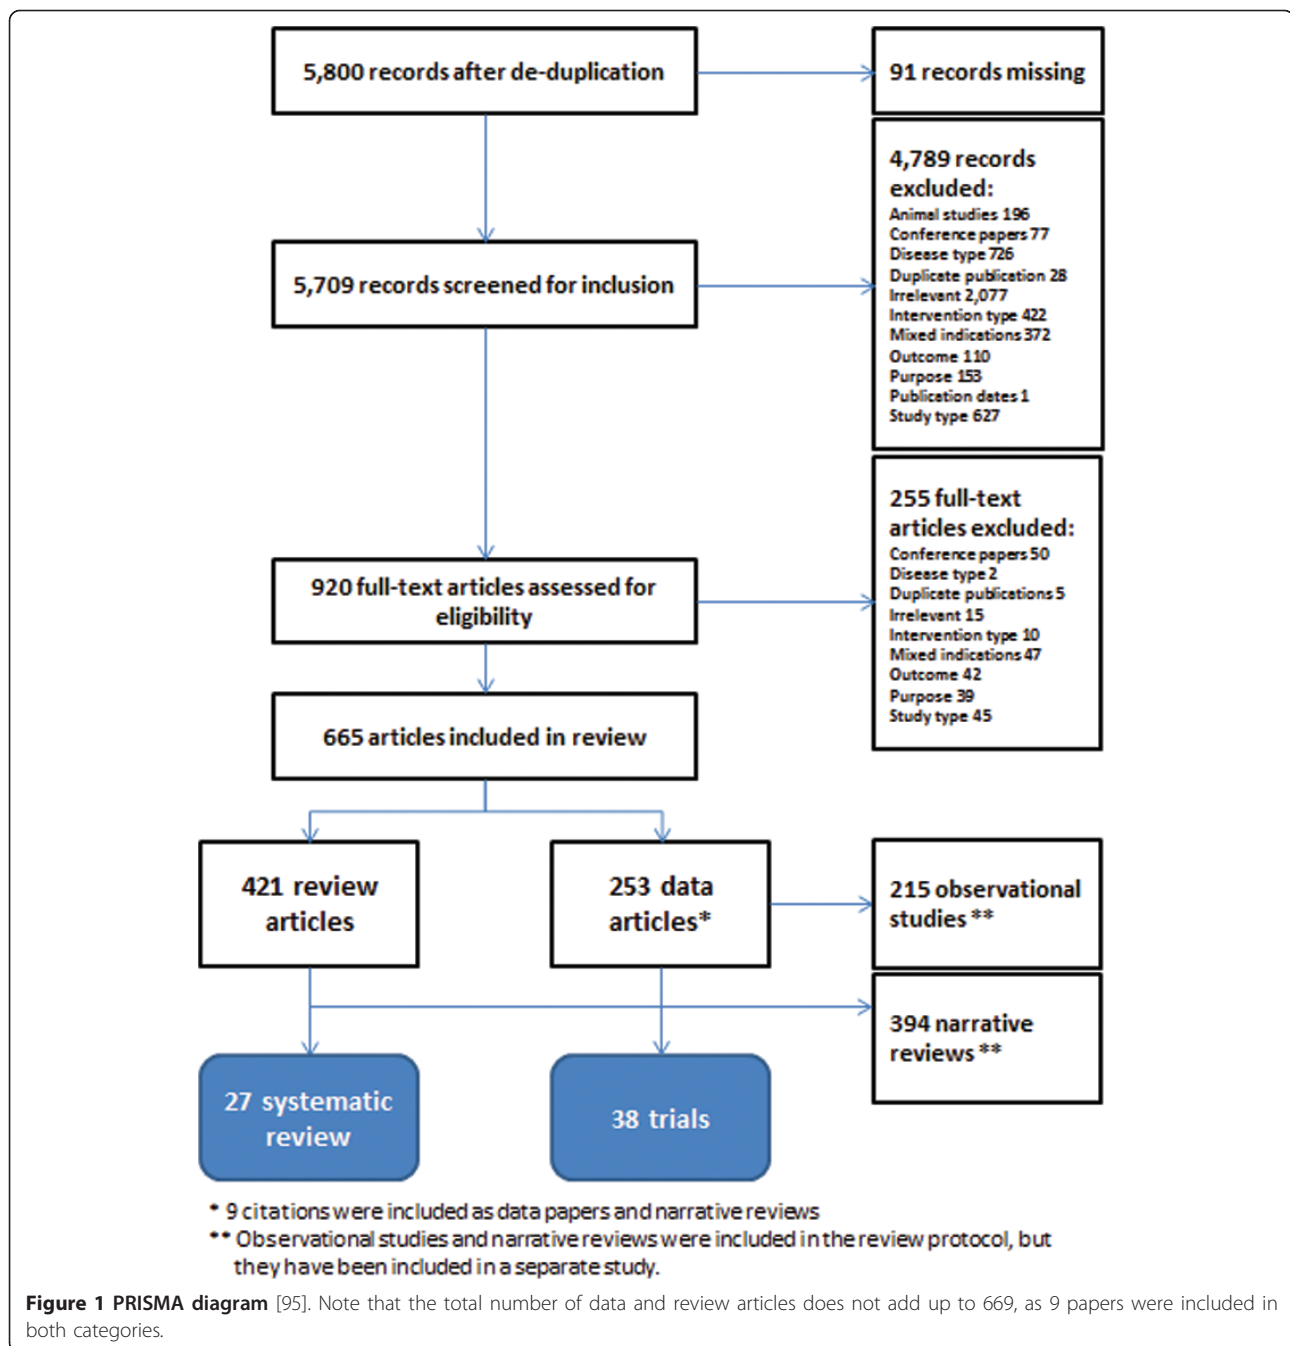 5,800 records after de-duplication
91 records missing
4,789 records
excluded:
Animal studies 196
Conference papers 77
Disease type 726
Duplicate publication 28
Irrelevant 2,077
Intervention type 422
Mixed indications 372
Outcome 110
Purpose 153
Publication dates 1
Study type 627
5,709 records screened for inclusion
255 full-text
articles excluded:
Conference papers 50
Disease type 2
Duplicate publications 5
Irrelevant 15
Intervention type 10
Mixed indications 47
Outcome 42
Purpose 39
Study type 45
920 full-text articles assessed for
eligibility
665 articles included in review
421 review
articles
253 data
articles*
215 observational
studies **
394 narrative
reviews **
27 systematic
review
38 trials
* 9 citations were included as data papers and narrative reviews
** Observational studies and narrative reviews were included in the review protocol, but
they have been included in a separate study.
Figure 1 PRISMA diagram [95]. Note that the total number of data and review articles does not add up to 669, as 9 papers were included in
both categories.